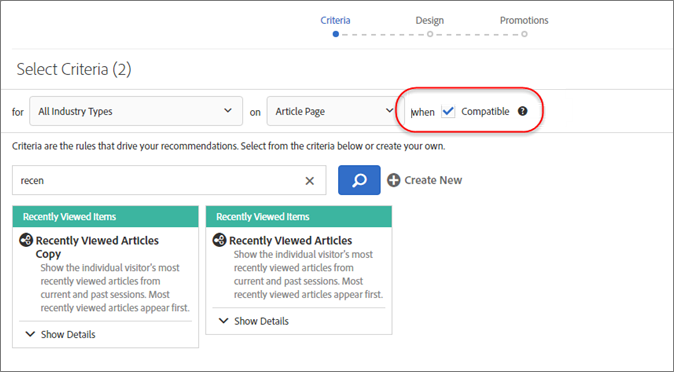 Criteria Design Promotions
Select Criteria (2)
for All Industry Types on Article Page when Compatible ?
Criteria are the rules that drive your recommendations. Select from the criteria below or create your own.
recen Create New
Recently Viewed Items
Recently Viewed Articles
Copy
Show the individual visitor's most
recently viewed articles from
current and past sessions. Most
recently viewed articles appear first.
Show Details
Recently Viewed Items
Recently Viewed Articles
Show the individual visitor's most
recently viewed articles from
current and past sessions. Most
recently viewed articles appear first.
Show Details